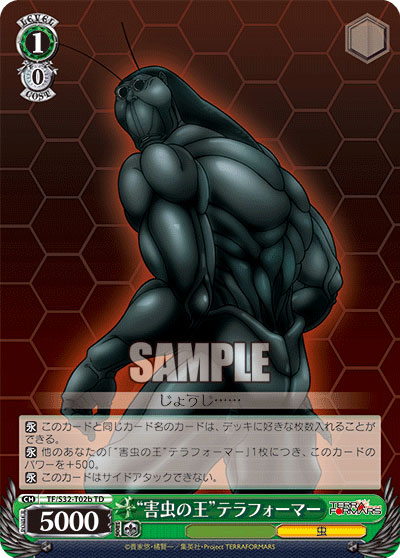 LEVEL
1
0
COST
SAMPLE
じょうじ……
永 このカードと同じカード名のカードは、デッキに好きな枚数入れることが
できる。
永 他のあなたの「“害虫の王”テラフォーマー」1枚につき、このカードの
パワーを+500。
永 このカードはサイドアタックできない。
CH TF/S32-T02b TD
POWER
5000
“害虫の王”テラフォーマー
TERRA FORMARS
虫
©貴家悠・橘賢一/集英社・Project TERRAFORMARS